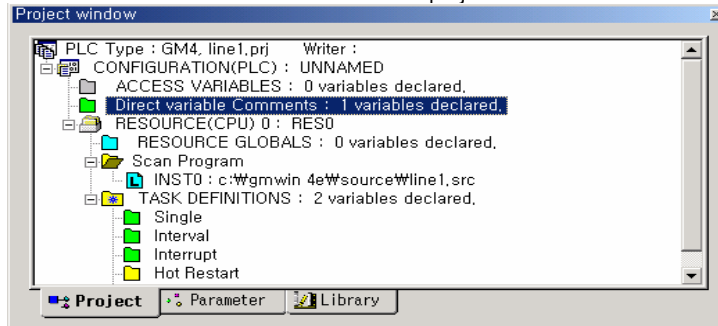 Project window
PLC Type : GM4, line1.prj Writer :
CONFIGURATION(PLC) : UNNAMED
ACCESS VARIABLES : 0 variables declared,
Direct variable Comments : 1 variables declared,
RESOURCE(CPU) 0 : RES0
RESOURCE GLOBALS : 0 variables declared,
Scan Program
INST0 : c:₩gmwin 4e₩source₩line1.src
TASK DEFINITIONS : 2 variables declared,
Single
Interval
Interrupt
Hot Restart
Project Parameter Library